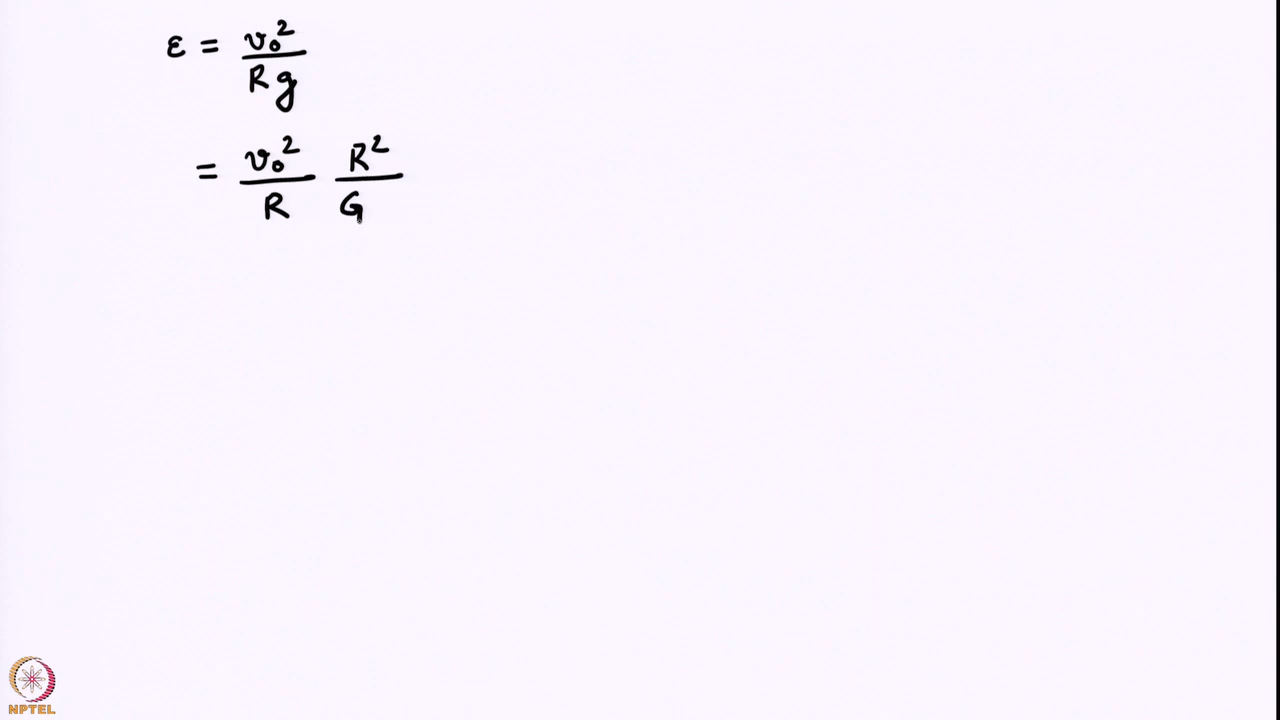 ε = v₀² / Rg
= v₀² / R R² / G
NPTEL